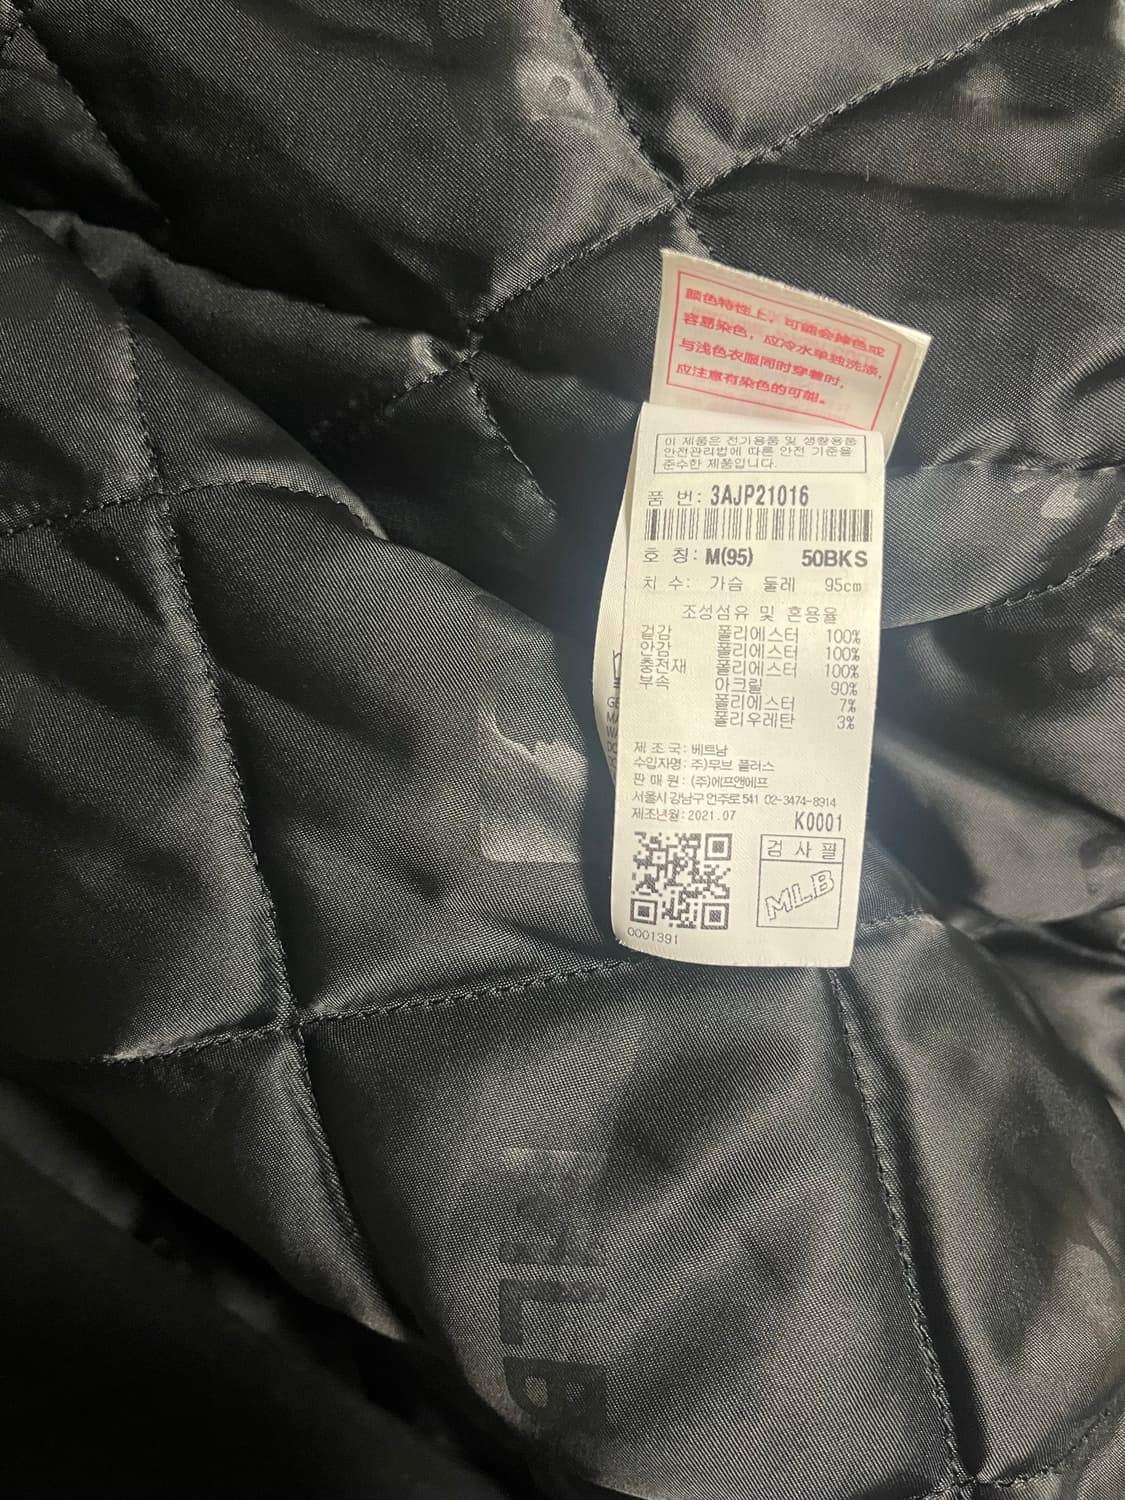 颜色特性上, 可能会掉色或
容易染色, 应冷水单独洗涤,
与浅色衣服同时穿着时,
应注意有染色的可能。
이 제품은 전기용품 및 생활용품
안전관리법에 따른 안전 기준을
준수한 제품입니다.
품 번: 3AJP21016
호 칭: M(95) 50BKS
치 수: 가슴 둘레 95cm
조성섬유 및 혼용율
겉감 폴리에스터 100%
안감 폴리에스터 100%
충전재 폴리에스터 100%
부속 아크릴 90%
폴리에스터 7%
폴리우레탄 3%
제 조 국: 베트남
수입자명: 주)무브 플러스
판 매 원: (주)에프앤에프
서울시 강남구 언주로 541 02-3474-8914
제조년월: 2021.07
K0001
검 사 필
MLB
0001391